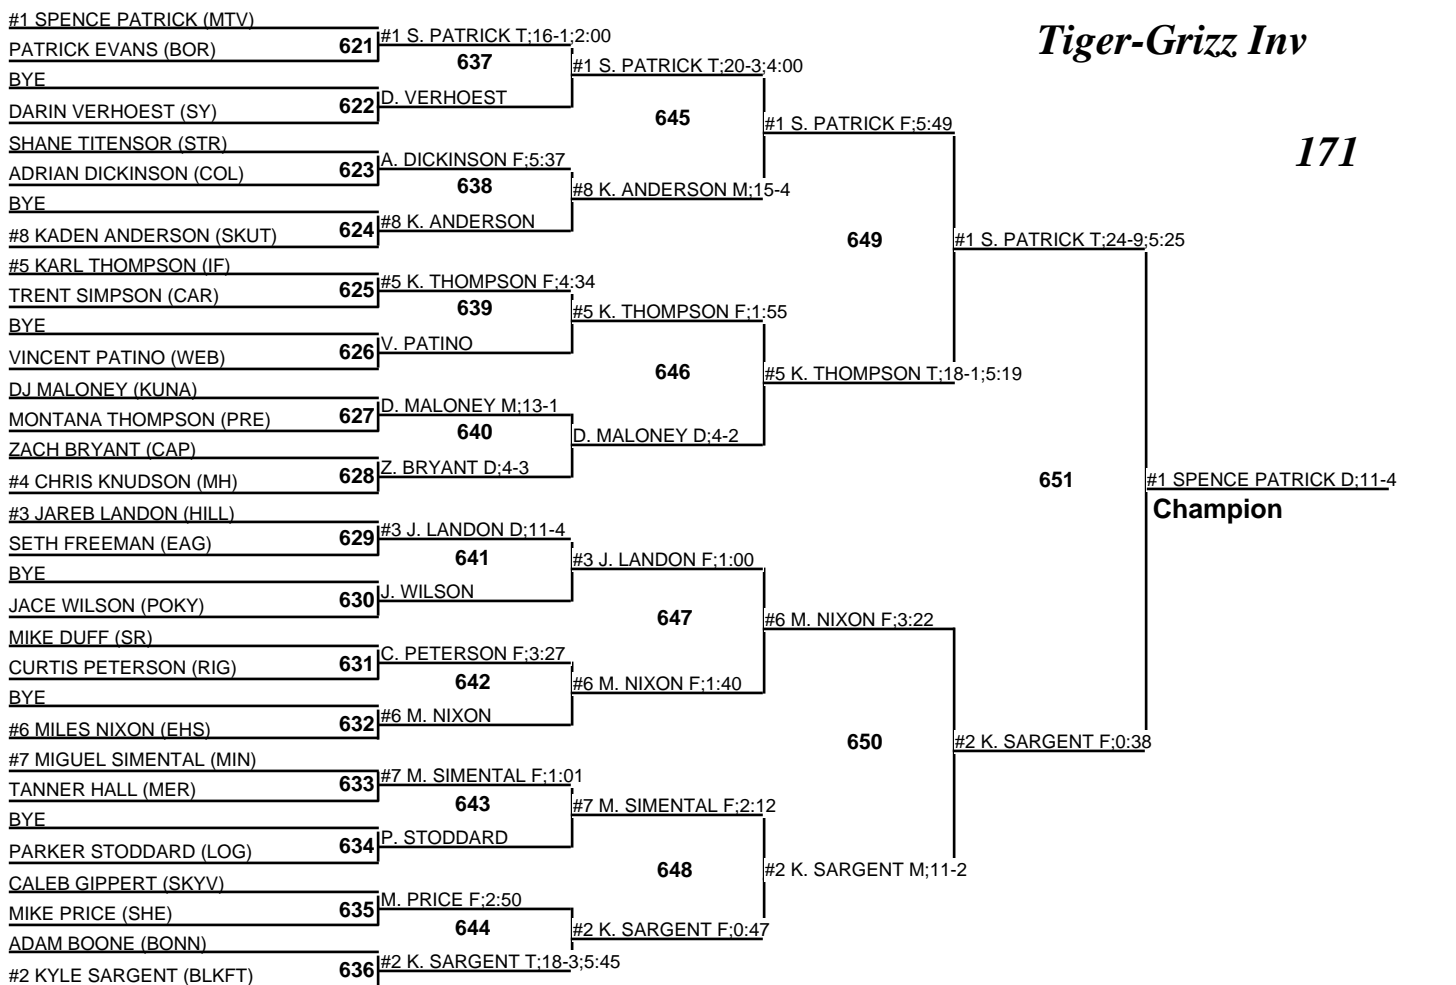 Tiger-Grizz Inv
171
#1 SPENCE PATRICK (MTV)
PATRICK EVANS (BOR)
BYE
DARIN VERHOEST (SY)
SHANE TITENSOR (STR)
ADRIAN DICKINSON (COL)
BYE
#8 KADEN ANDERSON (SKUT)
#5 KARL THOMPSON (IF)
TRENT SIMPSON (CAR)
BYE
VINCENT PATINO (WEB)
DJ MALONEY (KUNA)
MONTANA THOMPSON (PRE)
ZACH BRYANT (CAP)
#4 CHRIS KNUDSON (MH)
#3 JAREB LANDON (HILL)
SETH FREEMAN (EAG)
BYE
JACE WILSON (POKY)
MIKE DUFF (SR)
CURTIS PETERSON (RIG)
BYE
#6 MILES NIXON (EHS)
#7 MIGUEL SIMENTAL (MIN)
TANNER HALL (MER)
BYE
PARKER STODDARD (LOG)
CALEB GIPPERT (SKYV)
MIKE PRICE (SHE)
ADAM BOONE (BONN)
#2 KYLE SARGENT (BLKFT)
621
622
623
624
625
626
627
628
629
630
631
632
633
634
635
636
#1 S. PATRICK T;16-1;2:00
D. VERHOEST
A. DICKINSON F;5:37
#8 K. ANDERSON
#5 K. THOMPSON F;4:34
V. PATINO
D. MALONEY M;13-1
Z. BRYANT D;4-3
#3 J. LANDON D;11-4
J. WILSON
C. PETERSON F;3:27
#6 M. NIXON
#7 M. SIMENTAL F;1:01
P. STODDARD
M. PRICE F;2:50
#2 K. SARGENT T;18-3;5:45
637
638
639
640
641
642
643
644
#1 S. PATRICK T;20-3;4:00
#8 K. ANDERSON M;15-4
#5 K. THOMPSON F;1:55
D. MALONEY D;4-2
#3 J. LANDON F;1:00
#6 M. NIXON F;1:40
#7 M. SIMENTAL F;2:12
#2 K. SARGENT F;0:47
645
646
647
648
#1 S. PATRICK F;5:49
#5 K. THOMPSON T;18-1;5:19
#6 M. NIXON F;3:22
#2 K. SARGENT M;11-2
649
650
#1 S. PATRICK T;24-9;5:25
#2 K. SARGENT F;0:38
651
#1 SPENCE PATRICK D;11-4
Champion